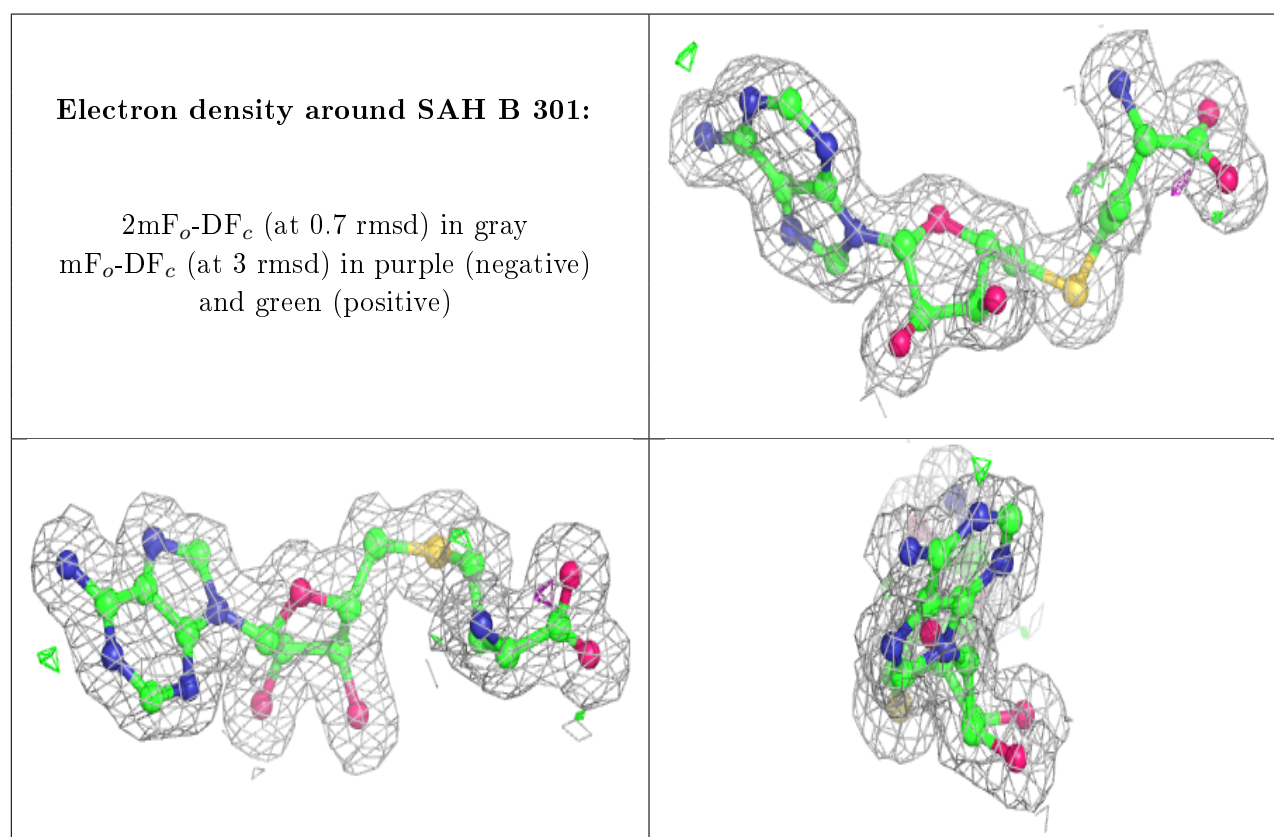 Electron density around SAH B 301:
2mFₒ-DF𝒸 (at 0.7 rmsd) in gray
mFₒ-DF𝒸 (at 3 rmsd) in purple (negative)
and green (positive)